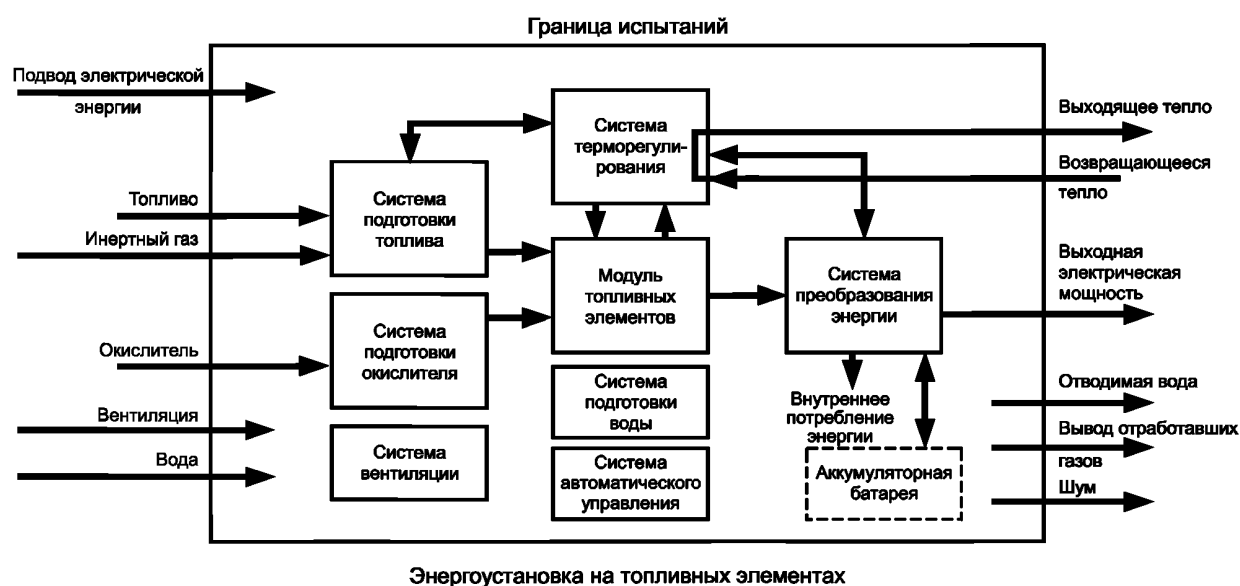 Граница испытаний
Подвод электрической
энергии
Топливо
Инертный газ
Окислитель
Вентиляция
Вода
Система
подготовки
топлива
Система
подготовки
окислителя
Система
вентиляции
Система
терморегули-
рования
Модуль
топливных
элементов
Система
подготовки
воды
Система
автоматического
управления
Система
преобразования
энергии
Внутреннее
потребление
энергии
Аккумуляторная
батарея
Выходящее тепло
Возвращающееся
тепло
Выходная
электрическая
мощность
Отводимая вода
Вывод отработавших
газов
Шум
Энергоустановка на топливных элементах